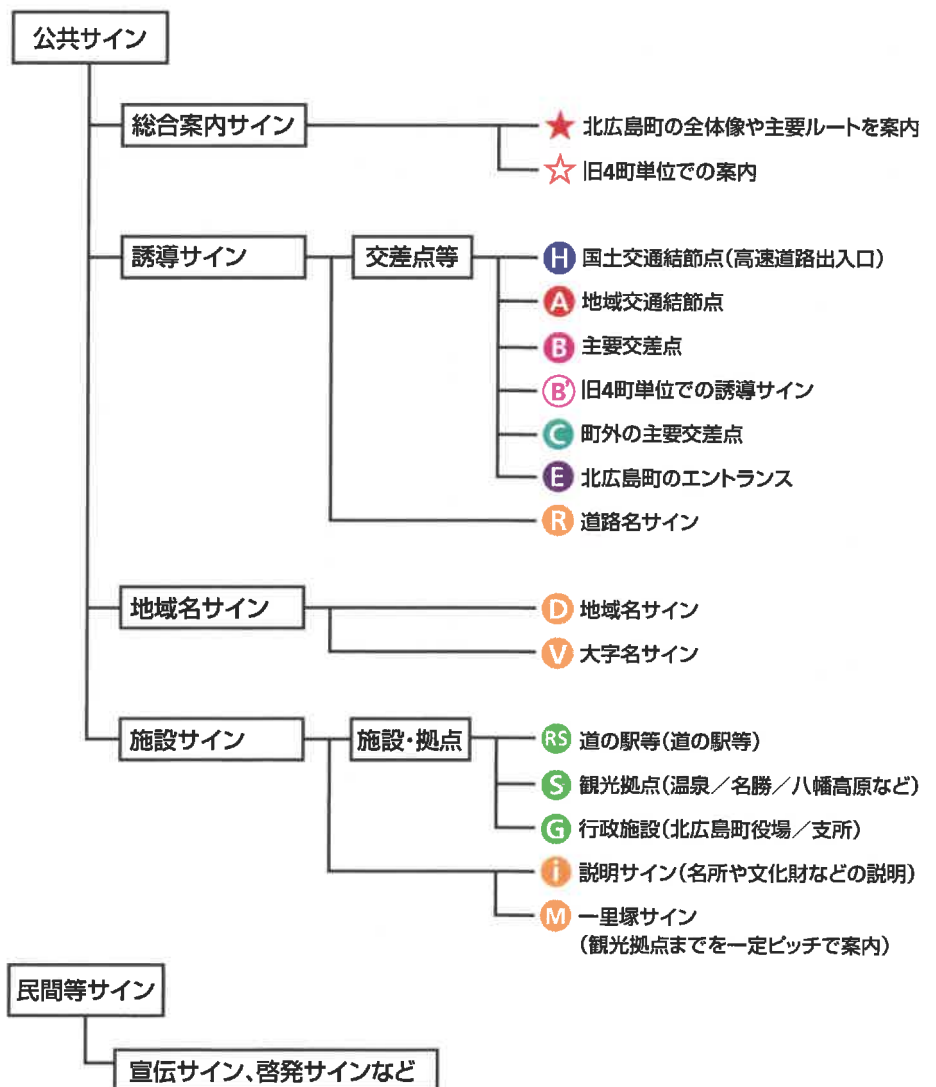 公共サイン
総合案内サイン
★ 北広島町の全体像や主要ルートを案内
☆ 旧4町単位での案内
誘導サイン
交差点等
H 国土交通結節点(高速道路出入口)
A 地域交通結節点
B 主要交差点
B' 旧4町単位での誘導サイン
C 町外の主要交差点
E 北広島町のエントランス
R 道路名サイン
地域名サイン
D 地域名サイン
V 大字名サイン
施設サイン
施設・拠点
RS 道の駅等(道の駅等)
S 観光拠点(温泉／名勝／八幡高原など)
G 行政施設(北広島町役場／支所)
i 説明サイン(名所や文化財などの説明)
M 一里塚サイン
(観光拠点までを一定ピッチで案内)
民間等サイン
宣伝サイン、啓発サインなど